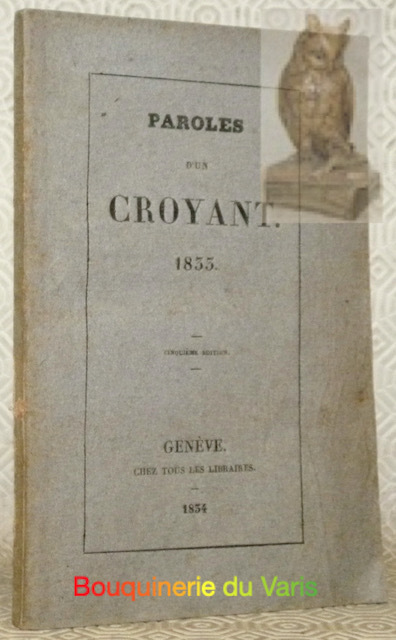 PAROLES
D'UN
CROYANT.
1833.
CINQUIÈME ÉDITION.
GENÈVE.
CHEZ TOUS LES LIBRAIRES.
1834
Bouquinerie du Varis